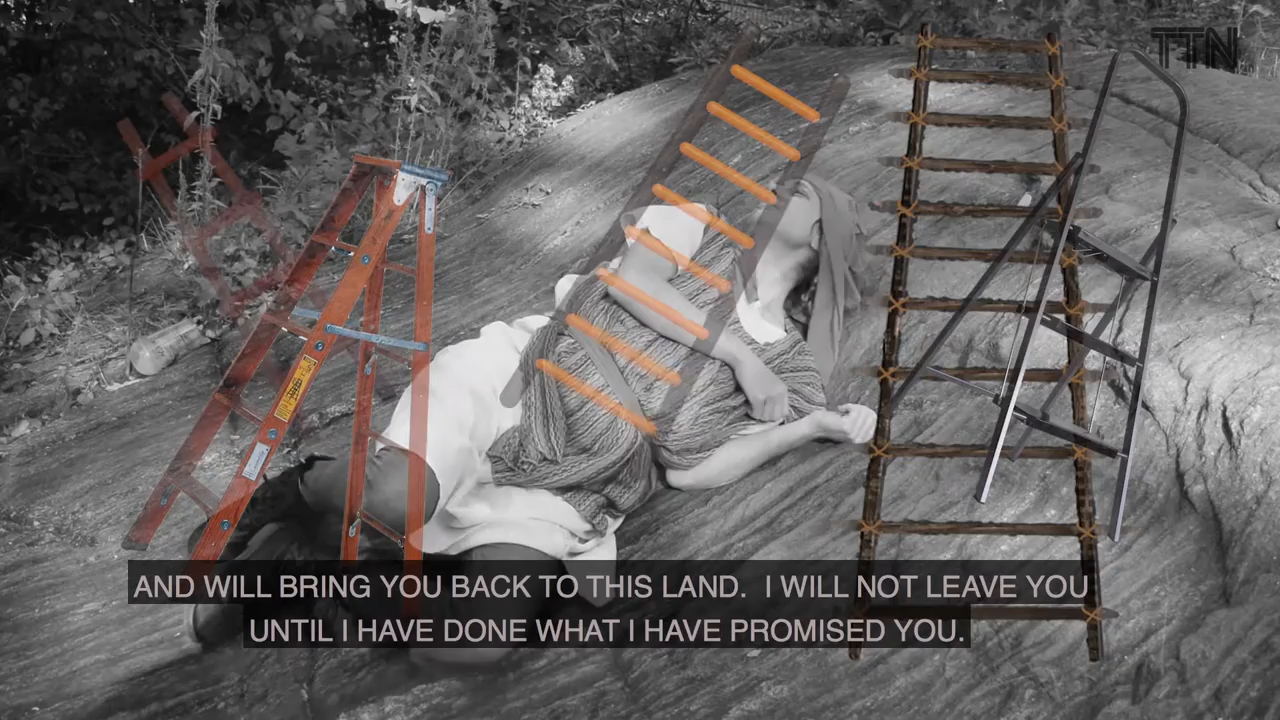 TTN
AND WILL BRING YOU BACK TO THIS LAND.  I WILL NOT LEAVE YOU
UNTIL I HAVE DONE WHAT I HAVE PROMISED YOU.